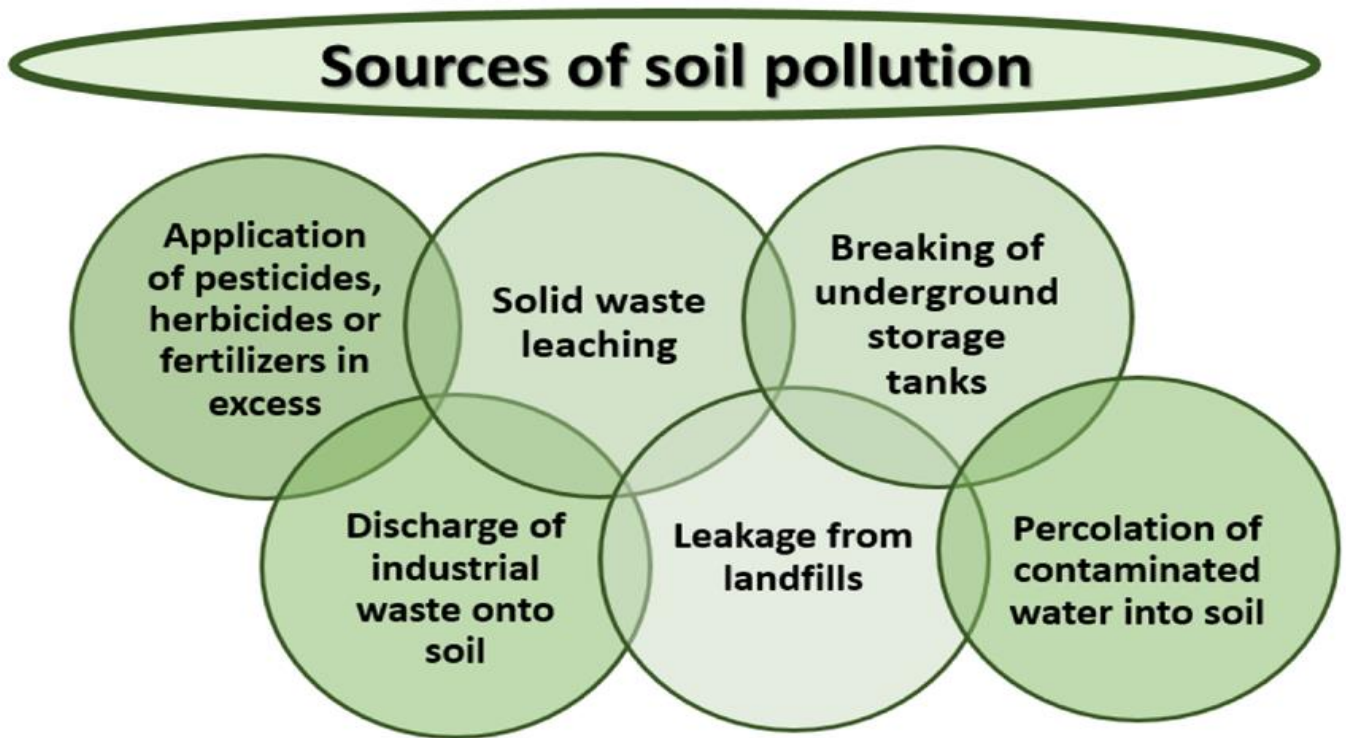 Sources of soil pollution
Application
of pesticides,
herbicides or
fertilizers in
excess
Solid waste
leaching
Breaking of
underground
storage
tanks
Discharge of
industrial
waste onto
soil
Leakage from
landfills
Percolation of
contaminated
water into soil